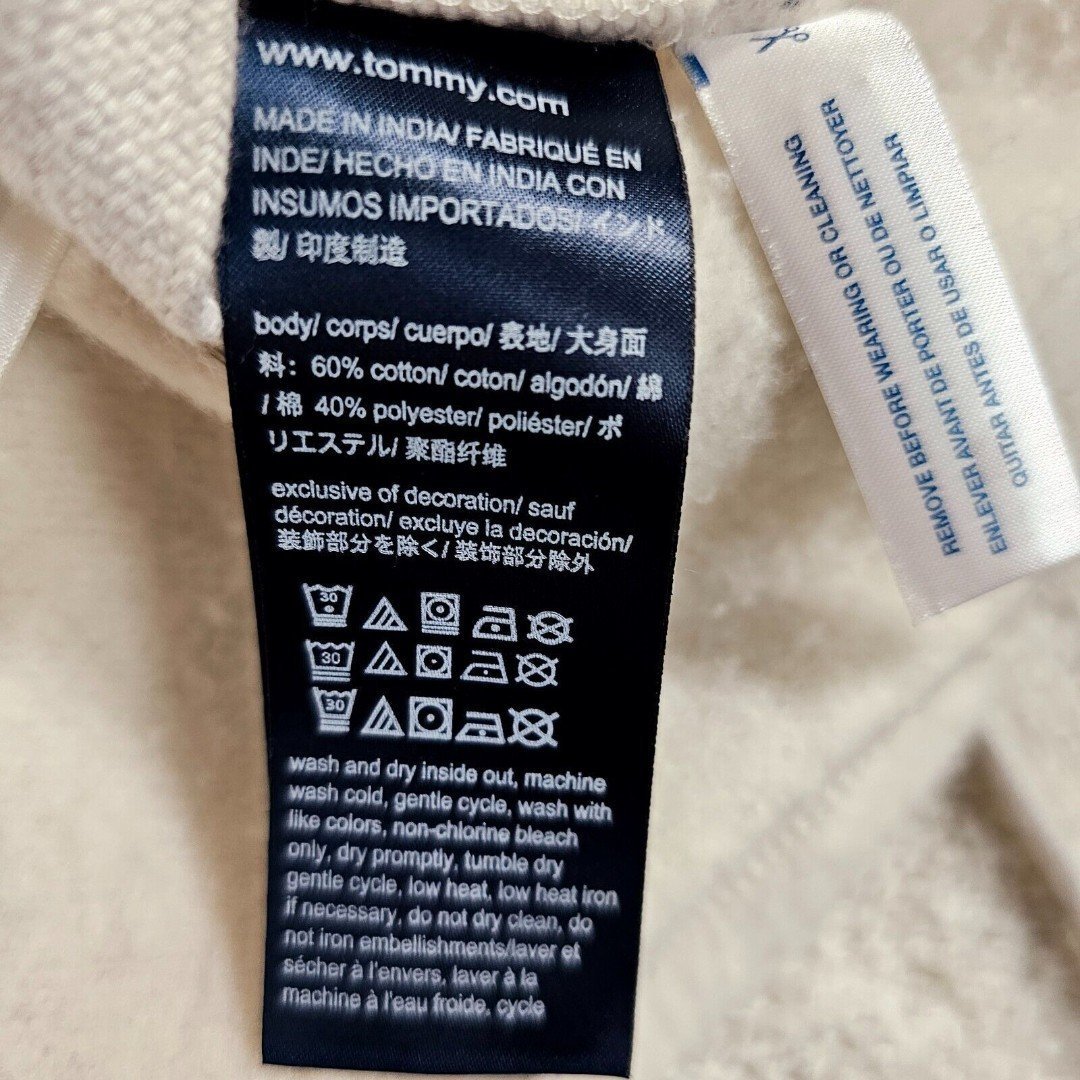 www.tommy.com
MADE IN INDIA/ FABRIQUÉ EN
INDE/ HECHO EN INDIA CON
INSUMOS IMPORTADOS/ インド
製/ 印度制造
body/ corps/ cuerpo/ 表地/ 大身面
料: 60% cotton/ coton/ algodón/ 綿
/ 棉 40% polyester/ poliéster/ ポ
リエステル/ 聚酯纤维
exclusive of decoration/ sauf
décoration/ excluye la decoración/
装飾部分を除く/ 装饰部分除外
30
30
30
wash and dry inside out, machine
wash cold, gentle cycle, wash with
like colors, non-chlorine bleach
only, dry promptly, tumble dry
gentle cycle, low heat, low heat iron
if necessary, do not dry clean, do
not iron embellishments/laver et
sécher à l'envers, laver à la
machine à l'eau froide, cycle
REMOVE BEFORE WEARING OR CLEANING
ENLEVER AVANT DE PORTER OU DE NETTOYER
QUITAR ANTES DE USAR O LIMPIAR